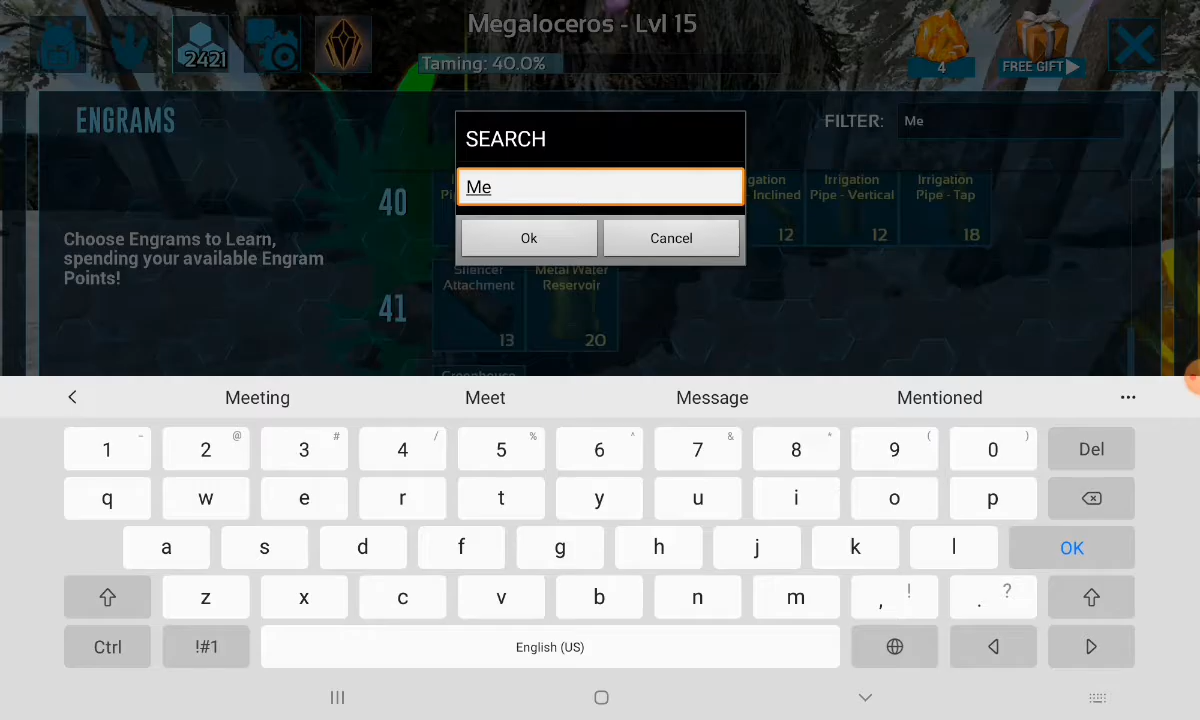 Megaloceros - Lvl 15
2421
Taming: 40.0%
4
FREE GIFT
ENGRAMS
FILTER:
Me
SEARCH
Me
Ok
Cancel
Choose Engrams to Learn,
spending your available Engram
Points!
40
Inclined
12
Irrigation
Pipe - Vertical
12
Irrigation
Pipe - Tap
18
41
Silencer
Attachment
13
Metal Water
Reservoir
20
Greenhouse
Meeting
Meet
Message
Mentioned
1 ~ 2 @ 3 # 4 / 5 % 6 ^ 7 & 8 * 9 ( 0 ) Del
q w e r t y u i o p
a s d f g h j k l OK
z x c v b n m , ! . ?
Ctrl !#1 English (US)